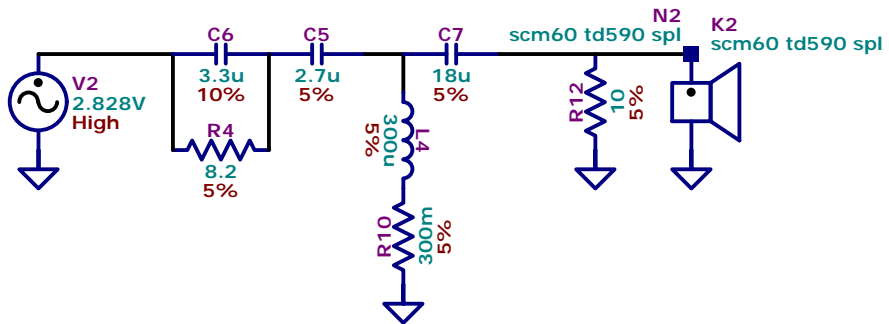 N2
scm60 td590 spl
K2
scm60 td590 spl
C6
3.3u
10%
C5
2.7u
5%
C7
18u
5%
V2
2.828V
High
R4
8.2
5%
L4
300u
5%
R10
300m
5%
R12
10
5%